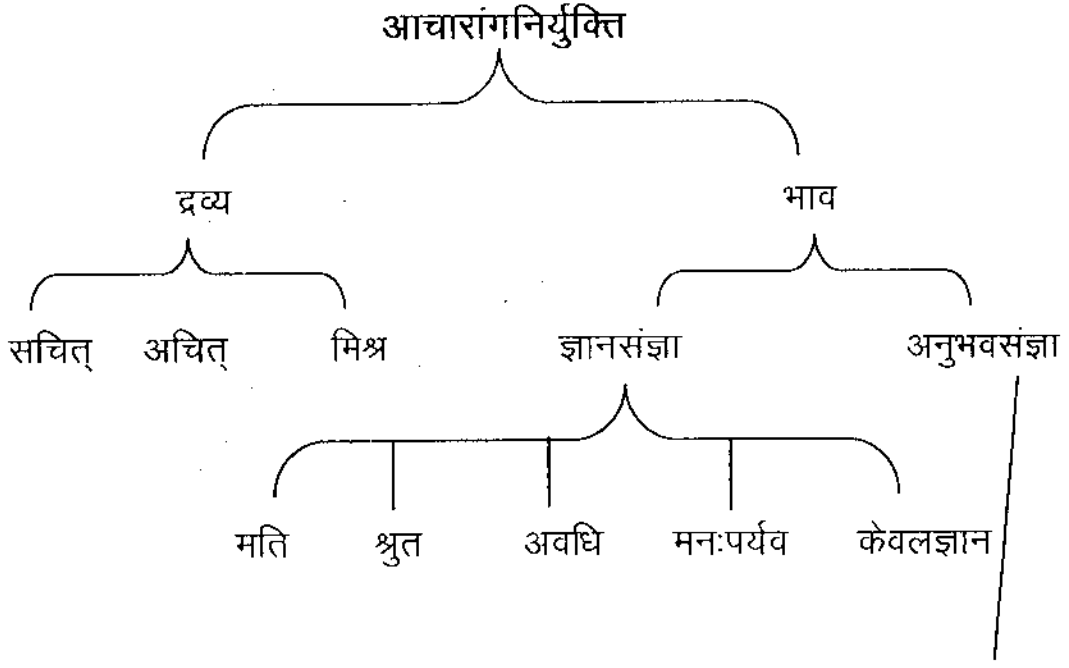 आचारांगनिर्युक्ति
द्रव्य भाव
सचित् अचित् मिश्र ज्ञानसंज्ञा अनुभवसंज्ञा
मति श्रुत अवधि मनःपर्यव केवलज्ञान